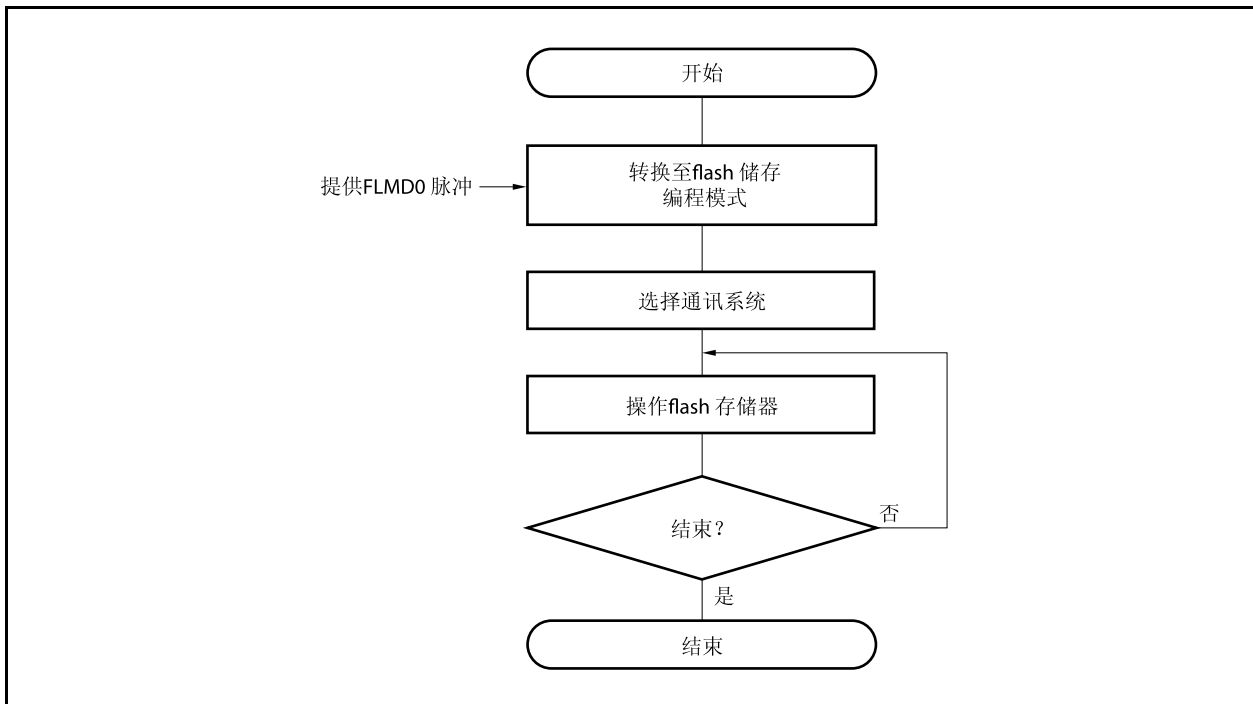 开始
提供FLMD0 脉冲
转换至flash 储存
编程模式
选择通讯系统
操作flash 存储器
结束?
否
是
结束